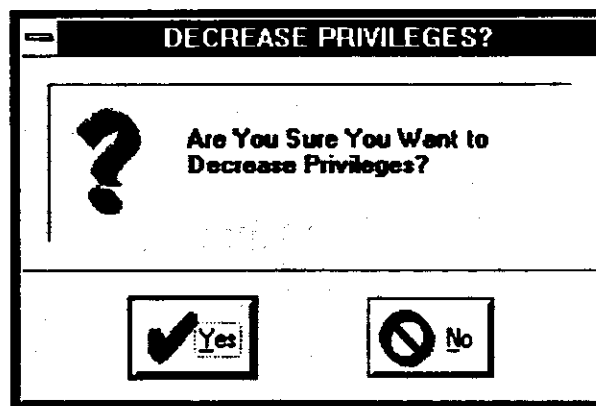 DECREASE PRIVILEGES?
Are You Sure You Want to
Decrease Privileges?
Yes
No